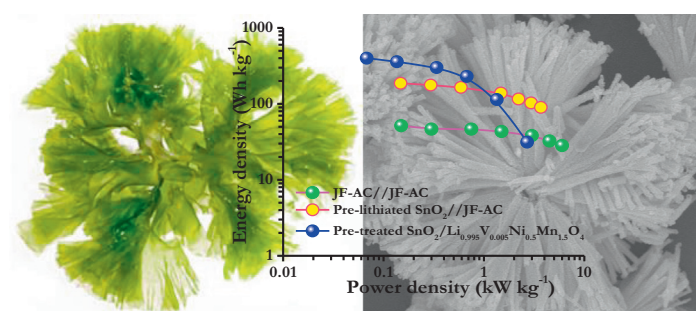 1000
100
10
1
Energy density (Wh kg⁻¹)
JF-AC//JF-AC
Pre-lithiated SnO₂//JF-AC
Pre-treated SnO₂/Li₀.₉₉₅V₀.₀₀₅Ni₀.₅Mn₁.₅O₄
0.01 0.1 1 10
Power density (kW kg⁻¹)